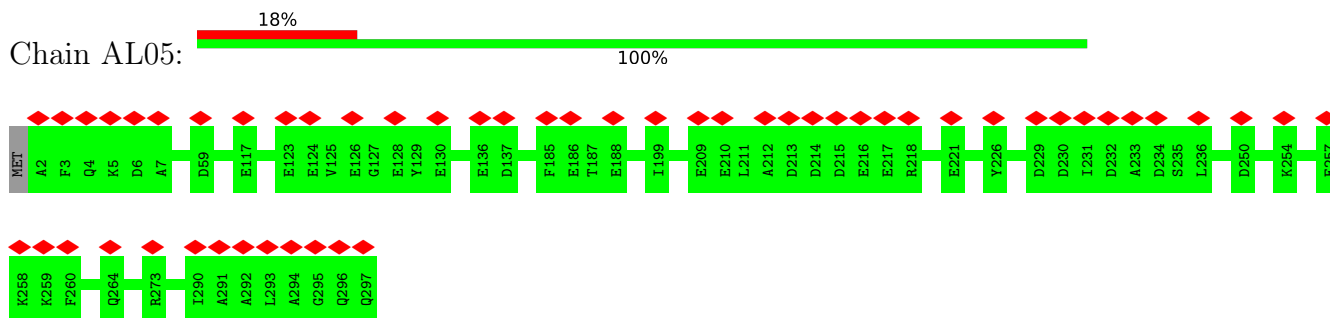 18%
Chain AL05:
100%
MET A2 F3 Q4 K5 D6 A7 D59 E117 E123 E124 V125 E126 G127 E128 Y129 E130 E136 D137 F185 E186 T187 E188 I199 E209 E210 L211 A212 D213 D214 D215 E216 E217 R218 E221 Y226 D229 D230 I231 D232 A233 D234 S235 L236 D250 K254
K258 K259 F260 Q264 R273 I290 A291 A292 L293 A294 G295 Q296 Q297